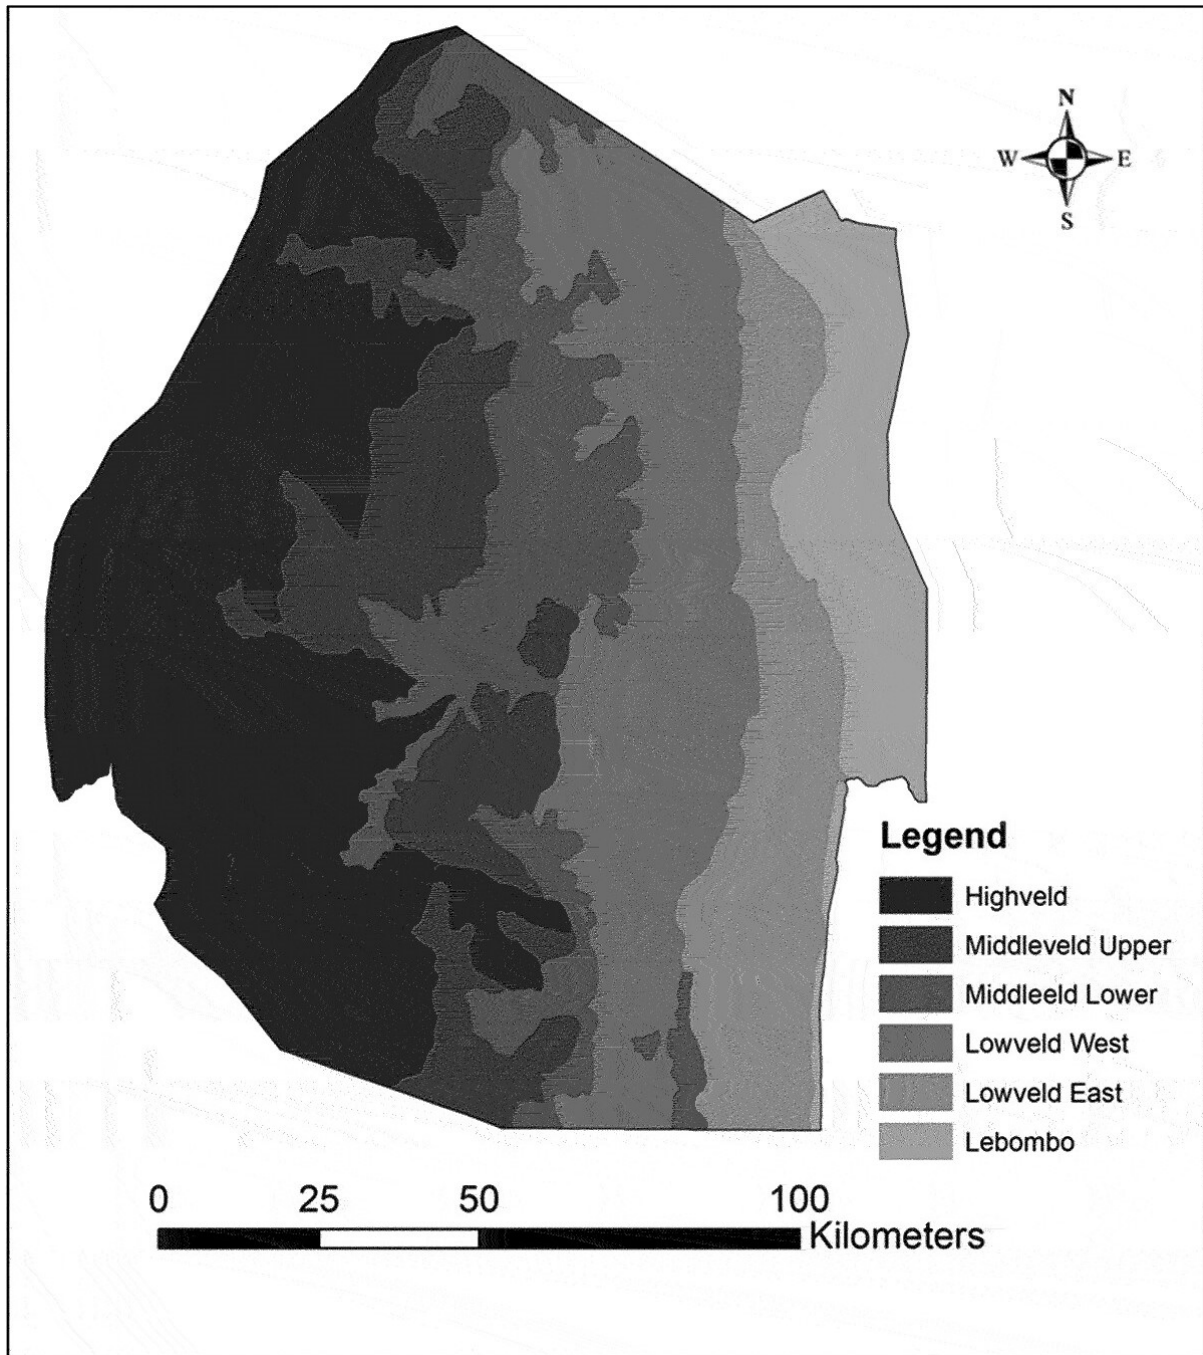 N
W E
S
Legend
Highveld
Middleveld Upper
Middleeld Lower
Lowveld West
Lowveld East
Lebombo
0 25 50 100
Kilometers